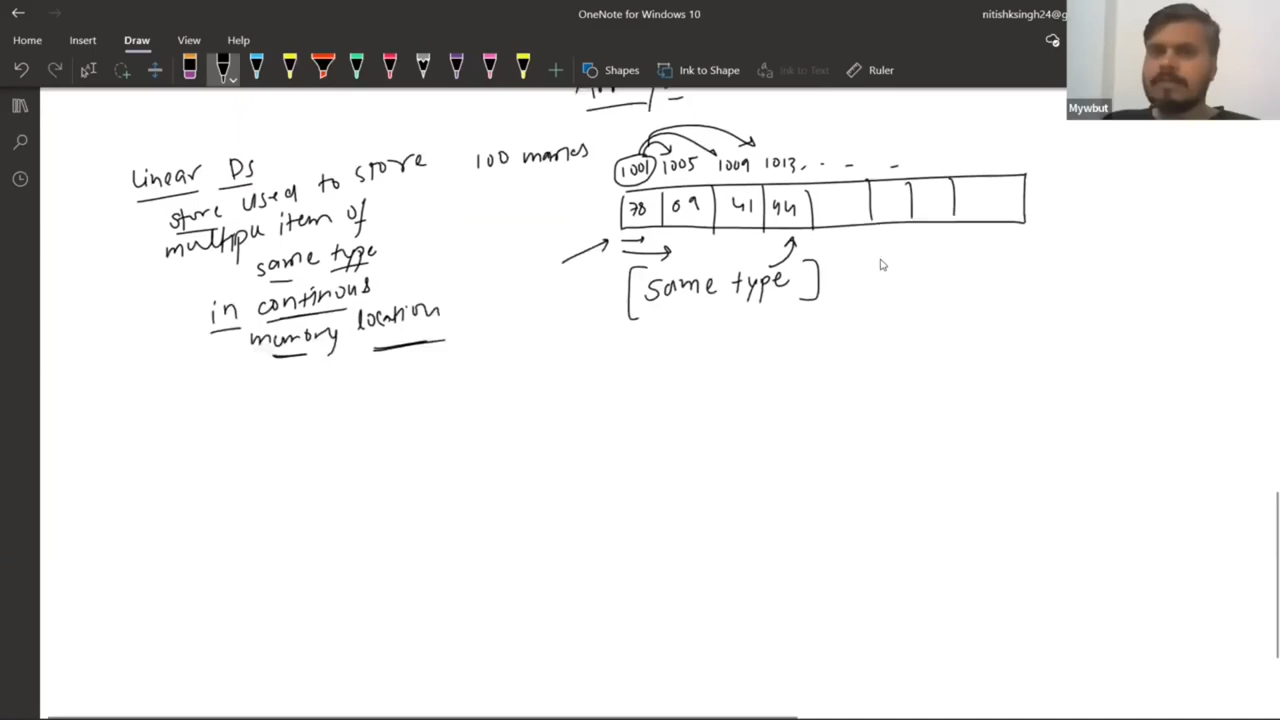 OneNote for Windows 10
nitishksingh24@g
Home Insert Draw View Help
Shapes Ink to Shape Ink to Text Ruler
Mywbut
Linear DS
store used to store 100 marks
multiple item of
same type
in continous
memory location
1001 1005 1009 1013, - - -
78 69 41 44
[same type]